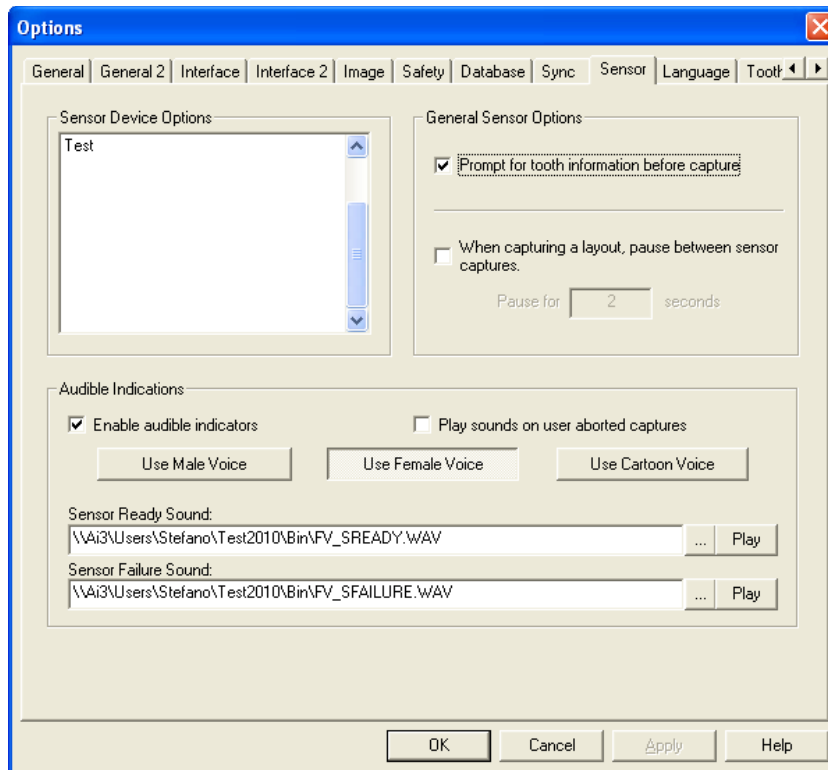 Options
General
General 2
Interface
Interface 2
Image
Safety
Database
Sync
Sensor
Language
Sensor Device Options
Test
General Sensor Options
Prompt for tooth information before capture
When capturing a layout, pause between sensor
captures.
Pause for 2 seconds
Audible Indications
Enable audible indicators
Play sounds on user aborted captures
Use Male Voice
Use Female Voice
Use Cartoon Voice
Sensor Ready Sound:
\\Ai3\Users\Stefano\Test2010\Bin\FV_SREADY.WAV
... Play
Sensor Failure Sound:
\\Ai3\Users\Stefano\Test2010\Bin\FV_SFAILURE.WAV
... Play
OK
Cancel
Apply
Help